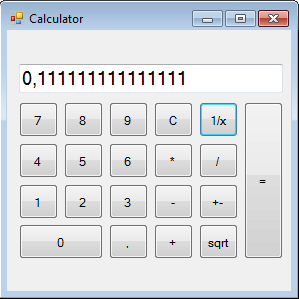 Calculator
0,111111111111111
7 8 9 C 1/x
4 5 6 * /
=
1 2 3 - +-
0 , + sqrt